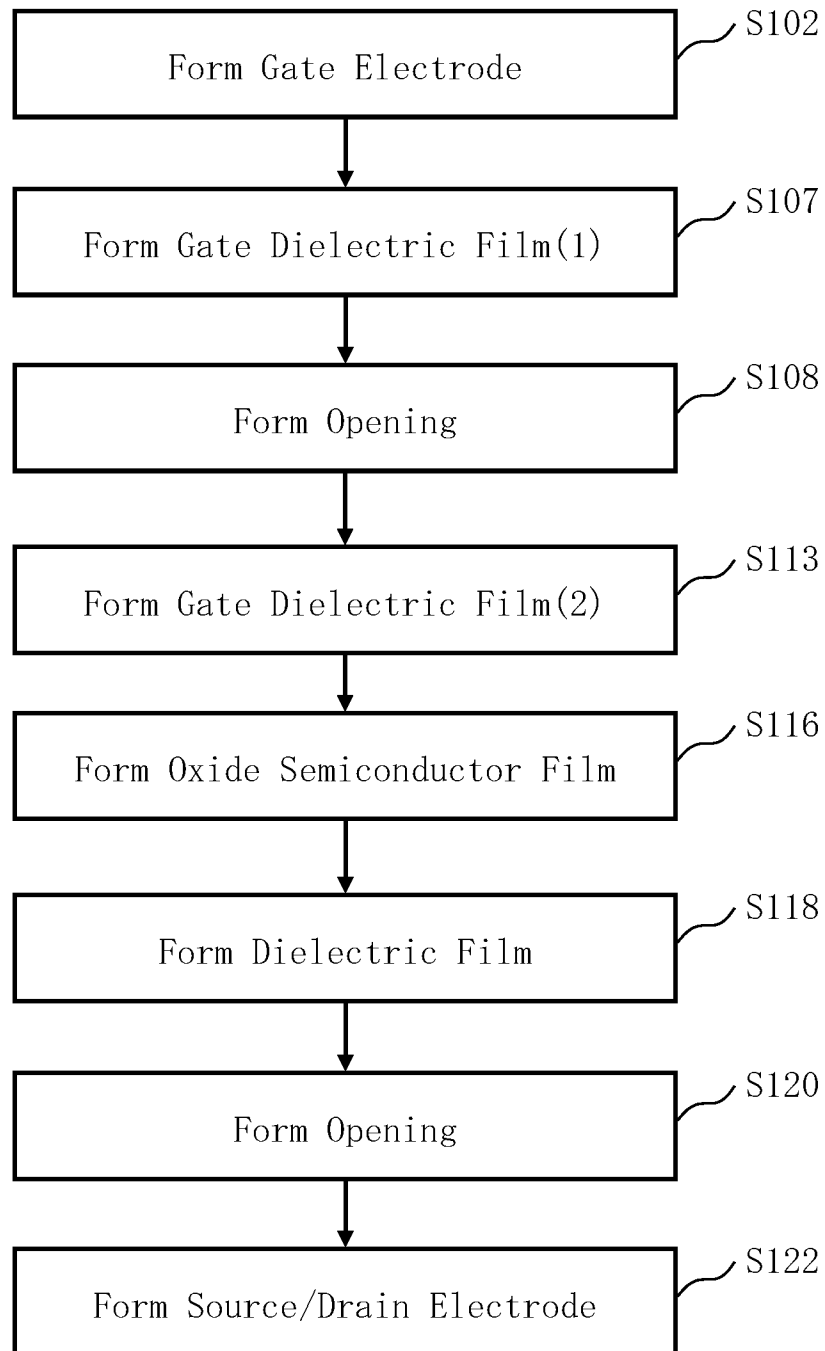 S102
Form Gate Electrode
S107
Form Gate Dielectric Film(1)
S108
Form Opening
S113
Form Gate Dielectric Film(2)
S116
Form Oxide Semiconductor Film
S118
Form Dielectric Film
S120
Form Opening
S122
Form Source/Drain Electrode